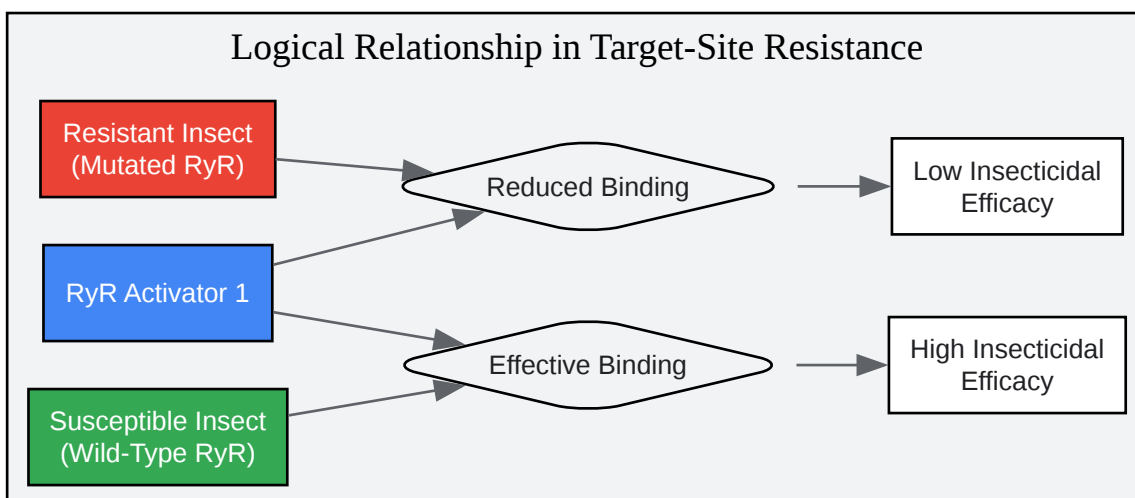 Logical Relationship in Target-Site Resistance
Resistant Insect
(Mutated RyR)
Reduced Binding
Low Insecticidal
Efficacy
RyR Activator 1
Effective Binding
High Insecticidal
Efficacy
Susceptible Insect
(Wild-Type RyR)